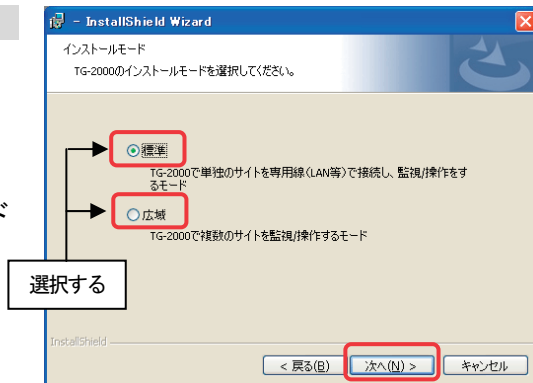 - InstallShield Wizard
インストールモード
TG-2000のインストールモードを選択してください。
標準
TG-2000で単独のサイトを専用線(LAN等)で接続し、監視/操作をす
るモード
ド
広域
TG-2000で複数のサイトを監視/操作するモード
選択する
InstallShield
< 戻る(B)
次へ(N) >
キャンセル